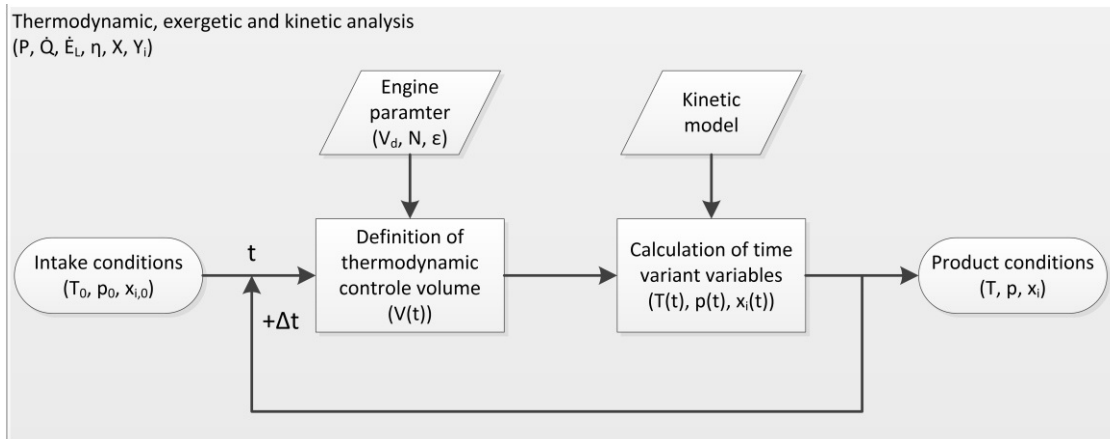 Thermodynamic, exergetic and kinetic analysis
(P, Q̇, Ė_L, η, X, Y_i)
Engine
paramter
(V_d, N, ε)
Kinetic
model
Intake conditions
(T_0, p_0, x_i,0)
t
+Δt
Definition of
thermodynamic
controle volume
(V(t))
Calculation of time
variant variables
(T(t), p(t), x_i(t))
Product conditions
(T, p, x_i)